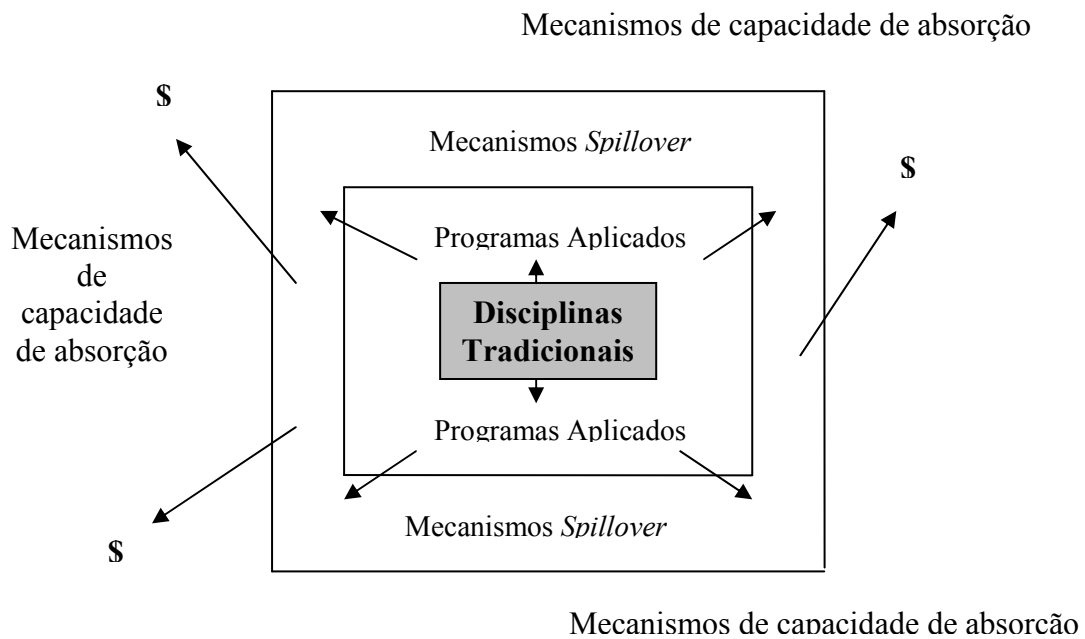 Mecanismos de capacidade de absorção
$
Mecanismos Spillover
$
Mecanismos
de
capacidade
de absorção
Programas Aplicados
Disciplinas
Tradicionais
Programas Aplicados
Mecanismos Spillover
$
Mecanismos de capacidade de absorção